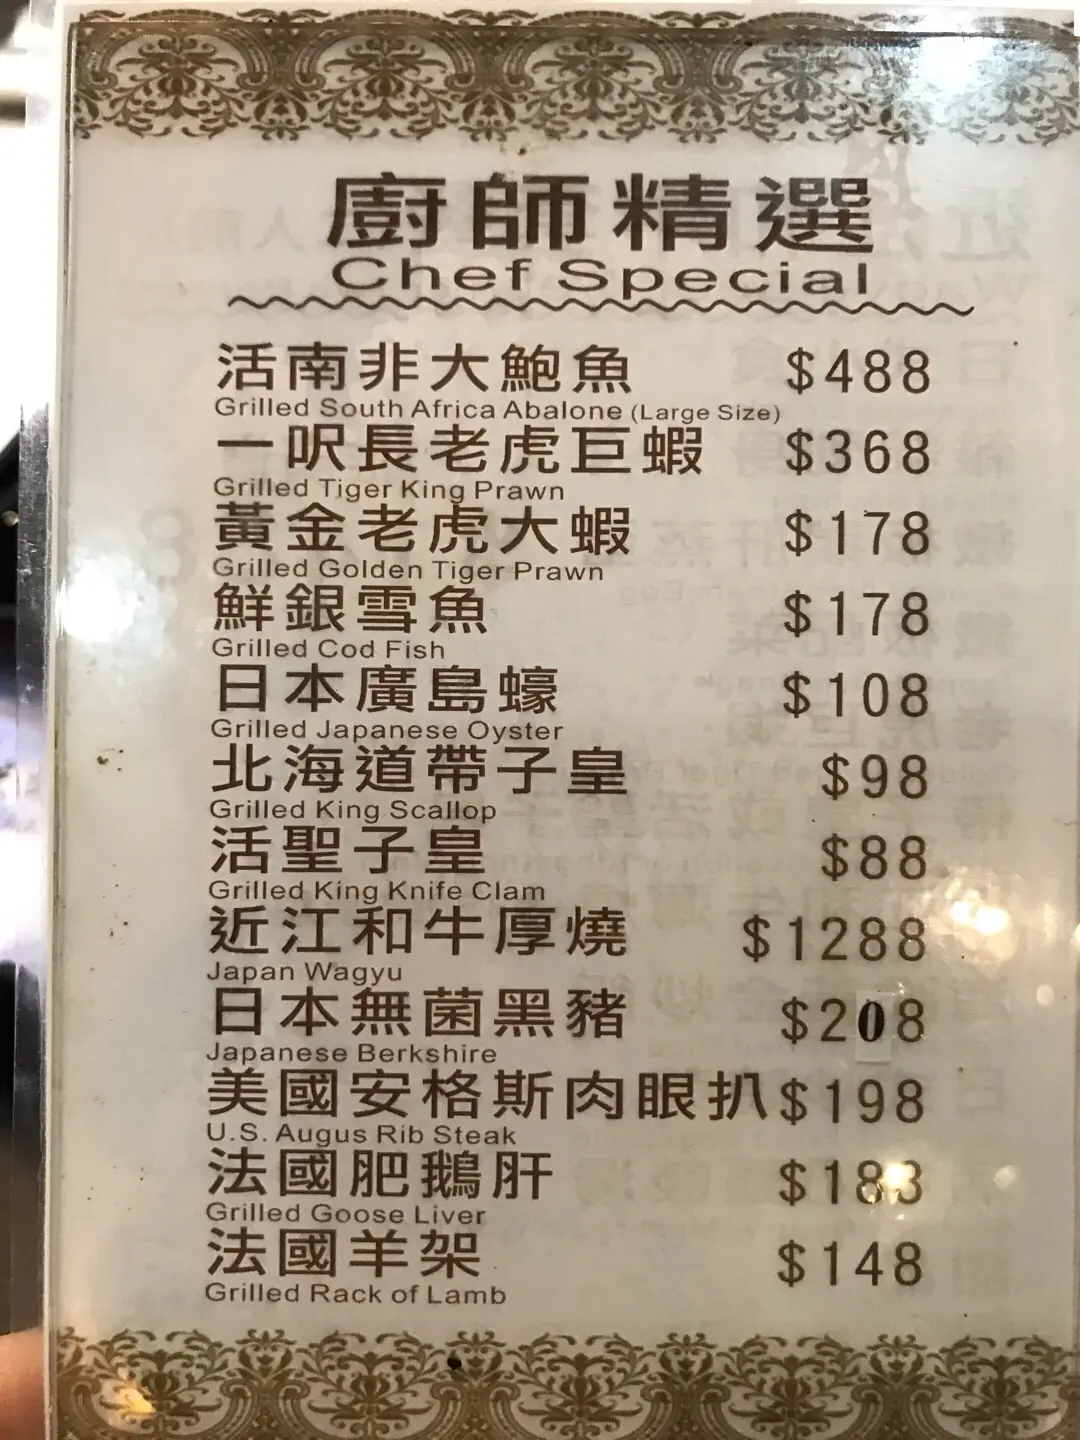 廚師精選
Chef Special
活南非大鮑魚 $488
Grilled South Africa Abalone (Large Size)
一呎長老虎巨蝦 $368
Grilled Tiger King Prawn
黃金老虎大蝦 $178
Grilled Golden Tiger Prawn
鮮銀雪魚 $178
Grilled Cod Fish
日本廣島蠔 $108
Grilled Japanese Oyster
北海道帶子皇 $98
Grilled King Scallop
活聖子皇 $88
Grilled King Knife Clam
近江和牛厚燒 $1288
Japan Wagyu
日本無菌黑豬 $208
Japanese Berkshire
美國安格斯肉眼扒 $198
U.S. Augus Rib Steak
法國肥鵝肝 $188
Grilled Goose Liver
法國羊架 $148
Grilled Rack of Lamb